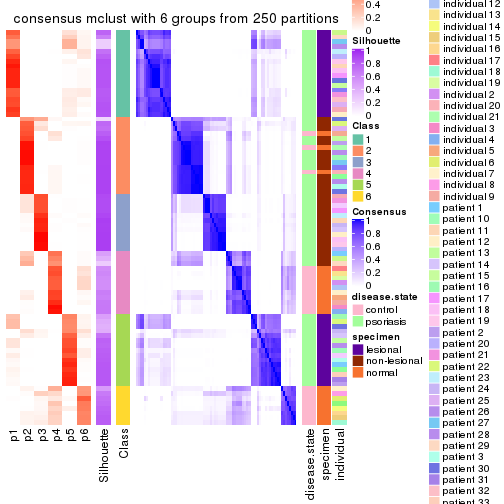 consensus mclust with 6 groups from 250 partitions
p1
p2
p3
p4
p5
p6
Silhouette
Class
disease.state
specimen
individual
0.4
0.2
0
Silhouette
1
0.8
0.6
0.4
0.2
0
Class
1
2
3
4
5
6
Consensus
1
0.8
0.6
0.4
0.2
0
disease.state
control
psoriasis
specimen
lesional
non-lesional
normal
individual 12
individual 13
individual 14
individual 15
individual 16
individual 17
individual 18
individual 19
individual 2
individual 20
individual 21
individual 3
individual 4
individual 5
individual 6
individual 7
individual 8
individual 9
patient 1
patient 10
patient 11
patient 12
patient 13
patient 14
patient 15
patient 16
patient 17
patient 18
patient 19
patient 2
patient 20
patient 21
patient 22
patient 23
patient 24
patient 25
patient 26
patient 27
patient 28
patient 29
patient 3
patient 30
patient 31
patient 32
patient 33